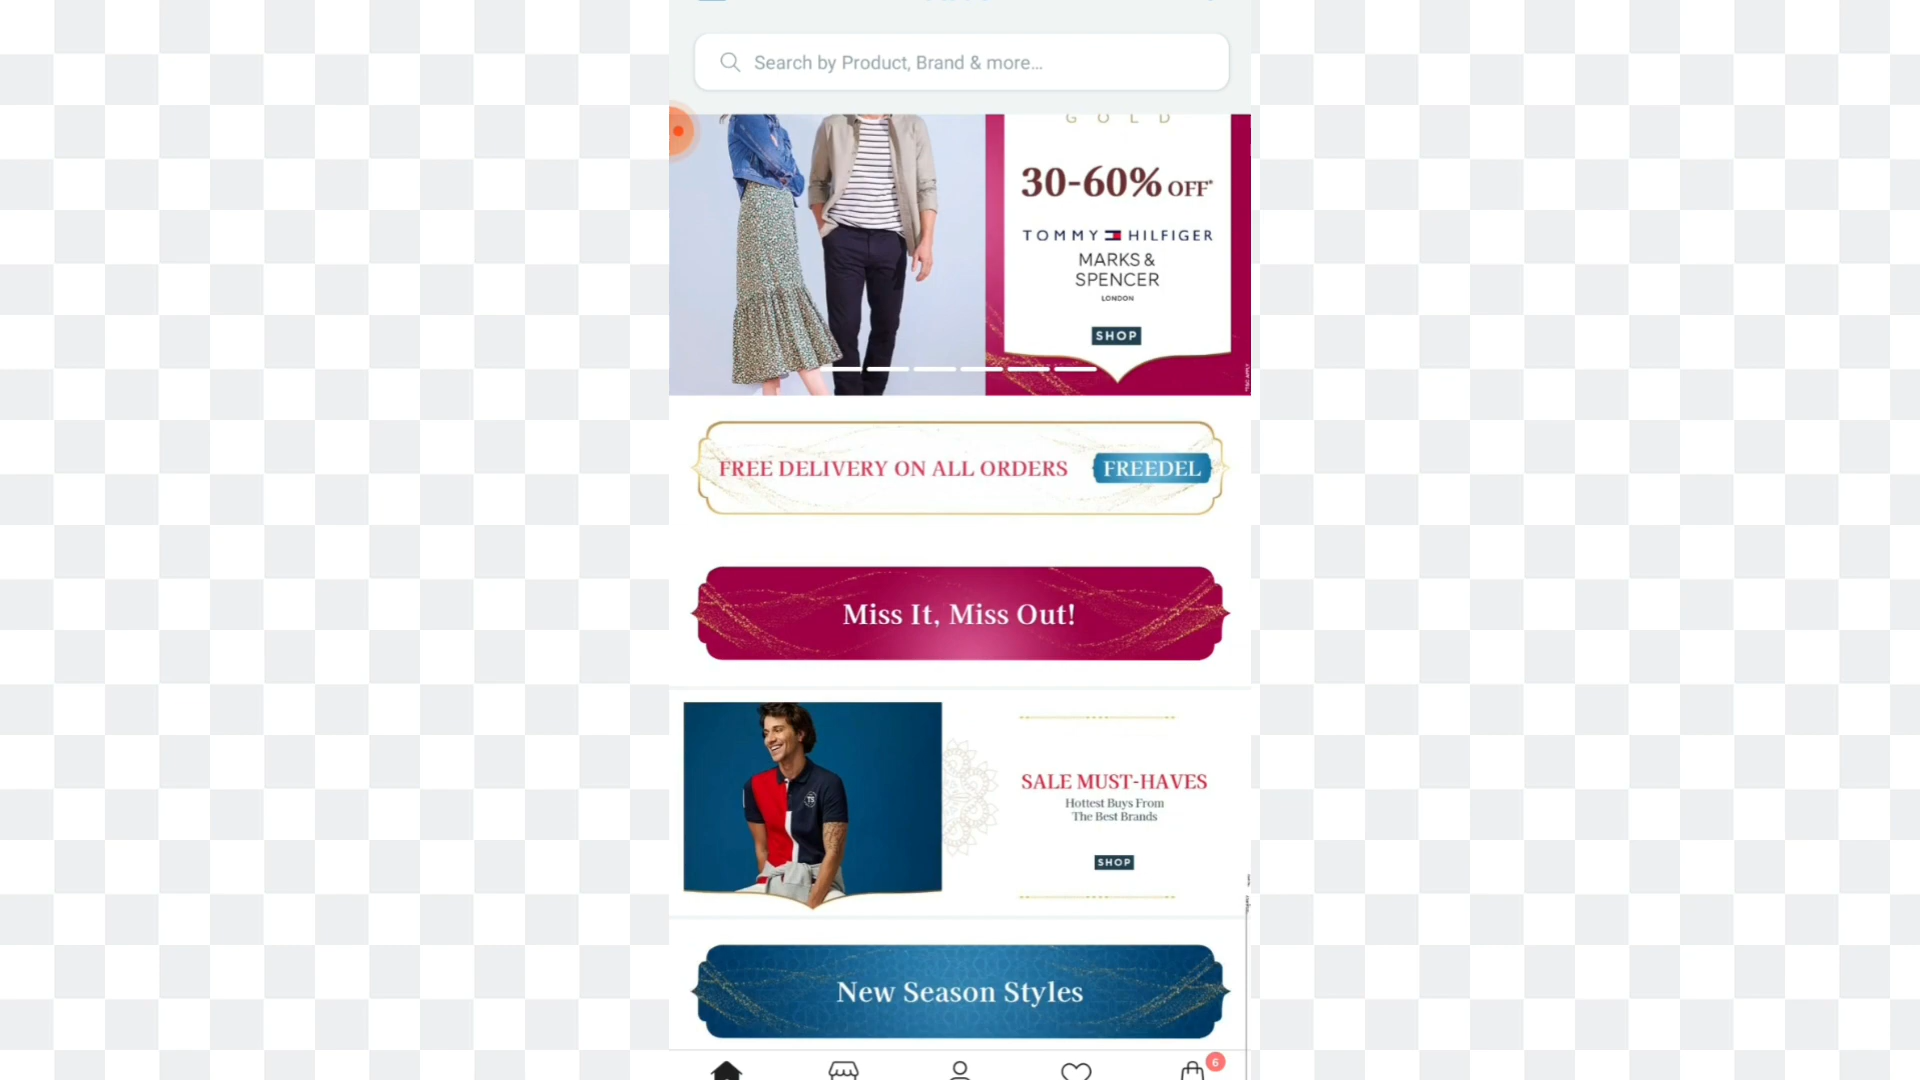 Search by Product, Brand & more...
GOLD
30-60% OFF*
TOMMY HILFIGER
MARKS &
SPENCER
LONDON
SHOP
FREE DELIVERY ON ALL ORDERS FREEDEL
Miss It, Miss Out!
TS
SALE MUST-HAVES
Hottest Buys From
The Best Brands
SHOP
New Season Styles
6